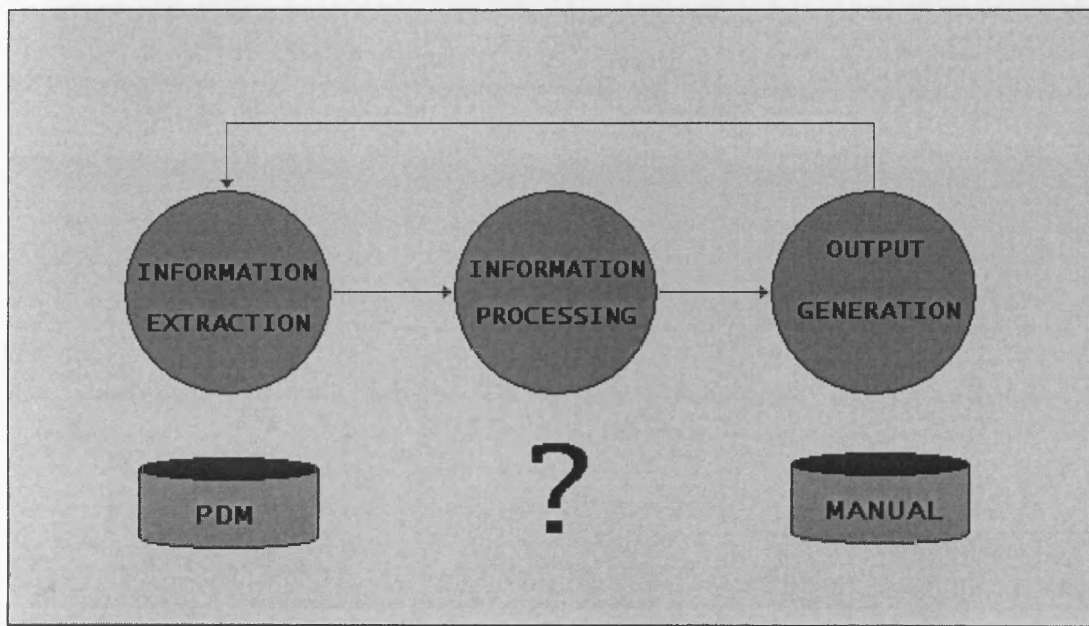 INFORMATION
EXTRACTION
INFORMATION
PROCESSING
OUTPUT
GENERATION
PDM
?
MANUAL